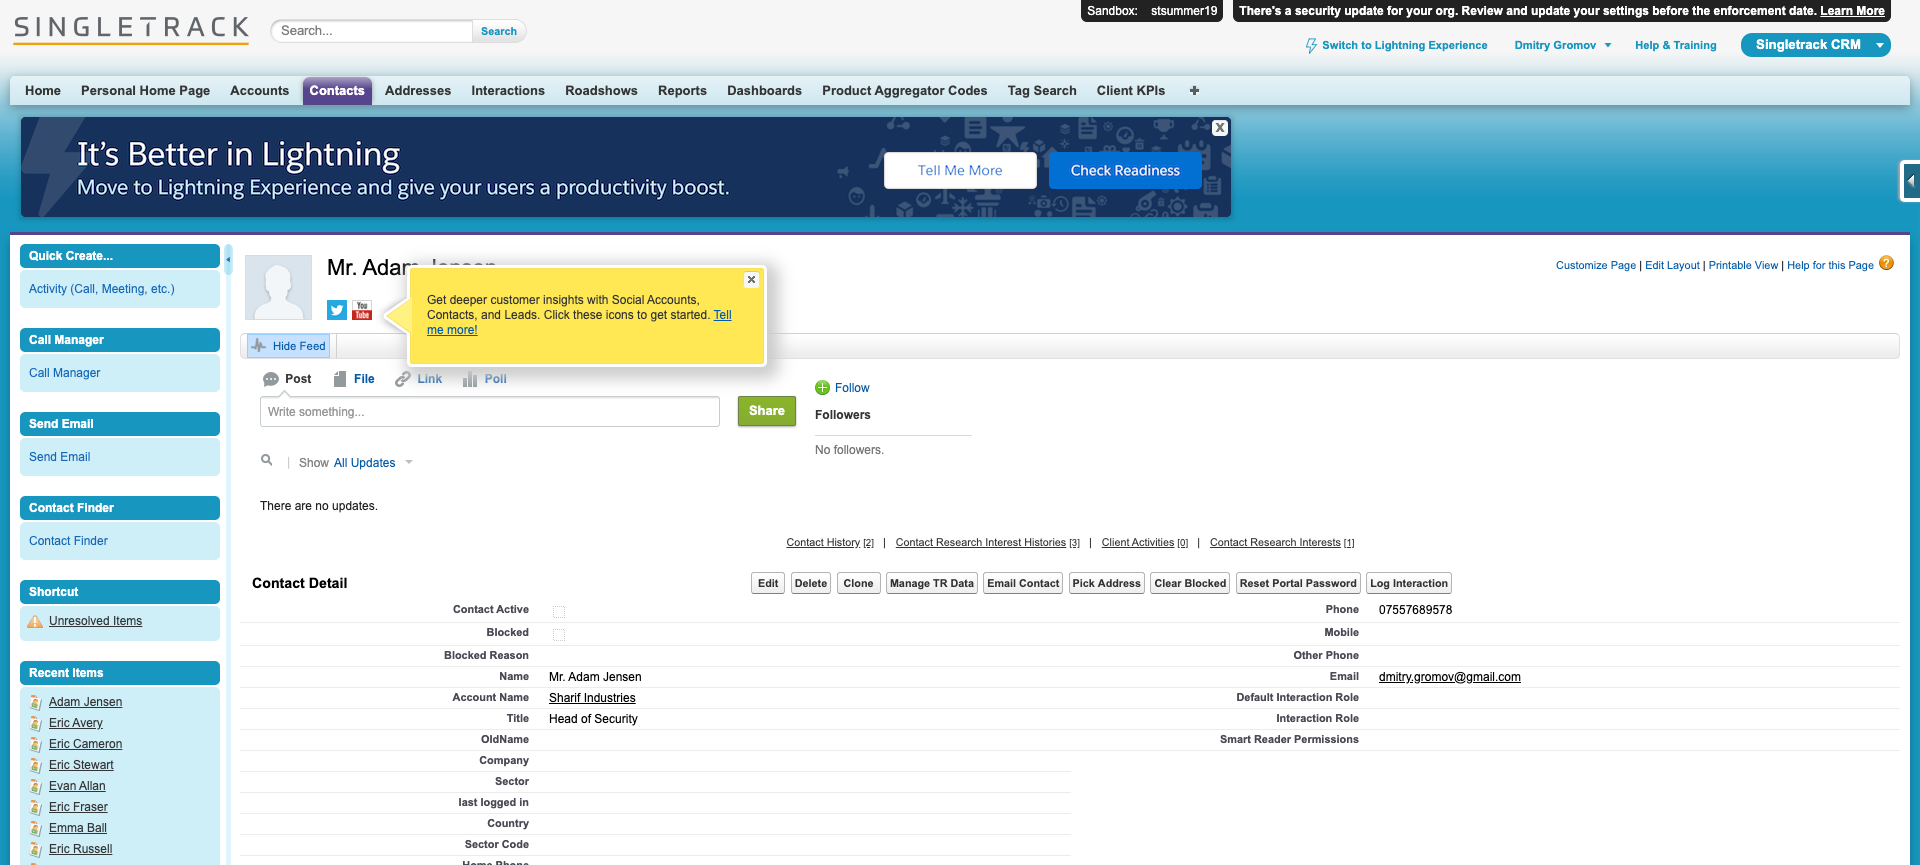 SINGLETRACK
Search...
Search
Sandbox: stsummer19
There's a security update for your org. Review and update your settings before the enforcement date. Learn More
Switch to Lightning Experience
Dmitry Gromov
Help & Training
Singletrack CRM
Home
Personal Home Page
Accounts
Contacts
Addresses
Interactions
Roadshows
Reports
Dashboards
Product Aggregator Codes
Tag Search
Client KPIs
It's Better in Lightning
Move to Lightning Experience and give your users a productivity boost.
Tell Me More
Check Readiness
Quick Create...
Activity (Call, Meeting, etc.)
Call Manager
Call Manager
Send Email
Send Email
Contact Finder
Contact Finder
Shortcut
Unresolved Items
Recent Items
Adam Jensen
Eric Avery
Eric Cameron
Eric Stewart
Evan Allan
Eric Fraser
Emma Ball
Eric Russell
Mr. Adam Jensen
You
Tube
Get deeper customer insights with Social Accounts,
Contacts, and Leads. Click these icons to get started. Tell
me more!
Customize Page | Edit Layout | Printable View | Help for this Page
Hide Feed
Post
File
Link
Poll
Write something...
Share
Follow
Followers
No followers.
Show All Updates
There are no updates.
Contact History [2] | Contact Research Interest Histories [3] | Client Activities [0] | Contact Research Interests [1]
Contact Detail
Edit
Delete
Clone
Manage TR Data
Email Contact
Pick Address
Clear Blocked
Reset Portal Password
Log Interaction
Contact Active
Phone 07557689578
Blocked
Mobile
Blocked Reason
Other Phone
Name Mr. Adam Jensen
Email dmitry.gromov@gmail.com
Account Name Sharif Industries
Default Interaction Role
Title Head of Security
Interaction Role
OldName
Smart Reader Permissions
Company
Sector
last logged in
Country
Sector Code
Home Phone